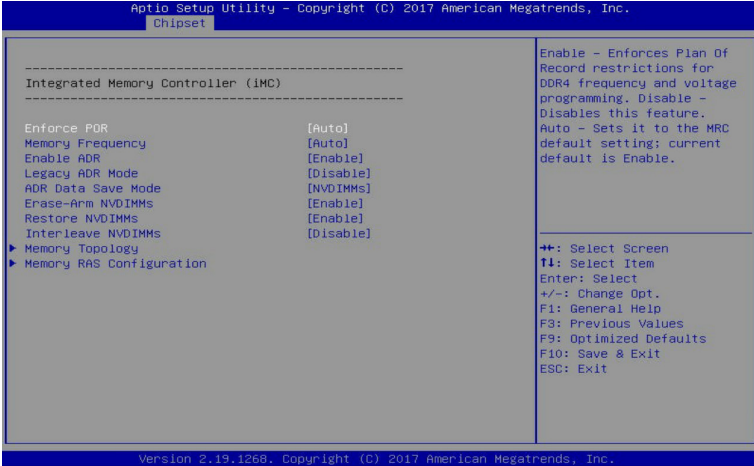 Aptio Setup Utility – Copyright (C) 2017 American Megatrends, Inc.
Chipset
------------------------------------------------
Integrated Memory Controller (iMC)
------------------------------------------------
Enforce POR [Auto]
Memory Frequency [Auto]
Enable ADR [Enable]
Legacy ADR Mode [Disable]
ADR Data Save Mode [NVDIMMs]
Erase-Arm NVDIMMs [Enable]
Restore NVDIMMs [Enable]
Interleave NVDIMMs [Disable]
▶ Memory Topology
▶ Memory RAS Configuration
Enable – Enforces Plan Of
Record restrictions for
DDR4 frequency and voltage
programming. Disable –
Disables this feature.
Auto – Sets it to the MRC
default setting; current
default is Enable.
→←: Select Screen
↑↓: Select Item
Enter: Select
+/-: Change Opt.
F1: General Help
F3: Previous Values
F9: Optimized Defaults
F10: Save & Exit
ESC: Exit
Version 2.19.1268. Copyright (C) 2017 American Megatrends, Inc.